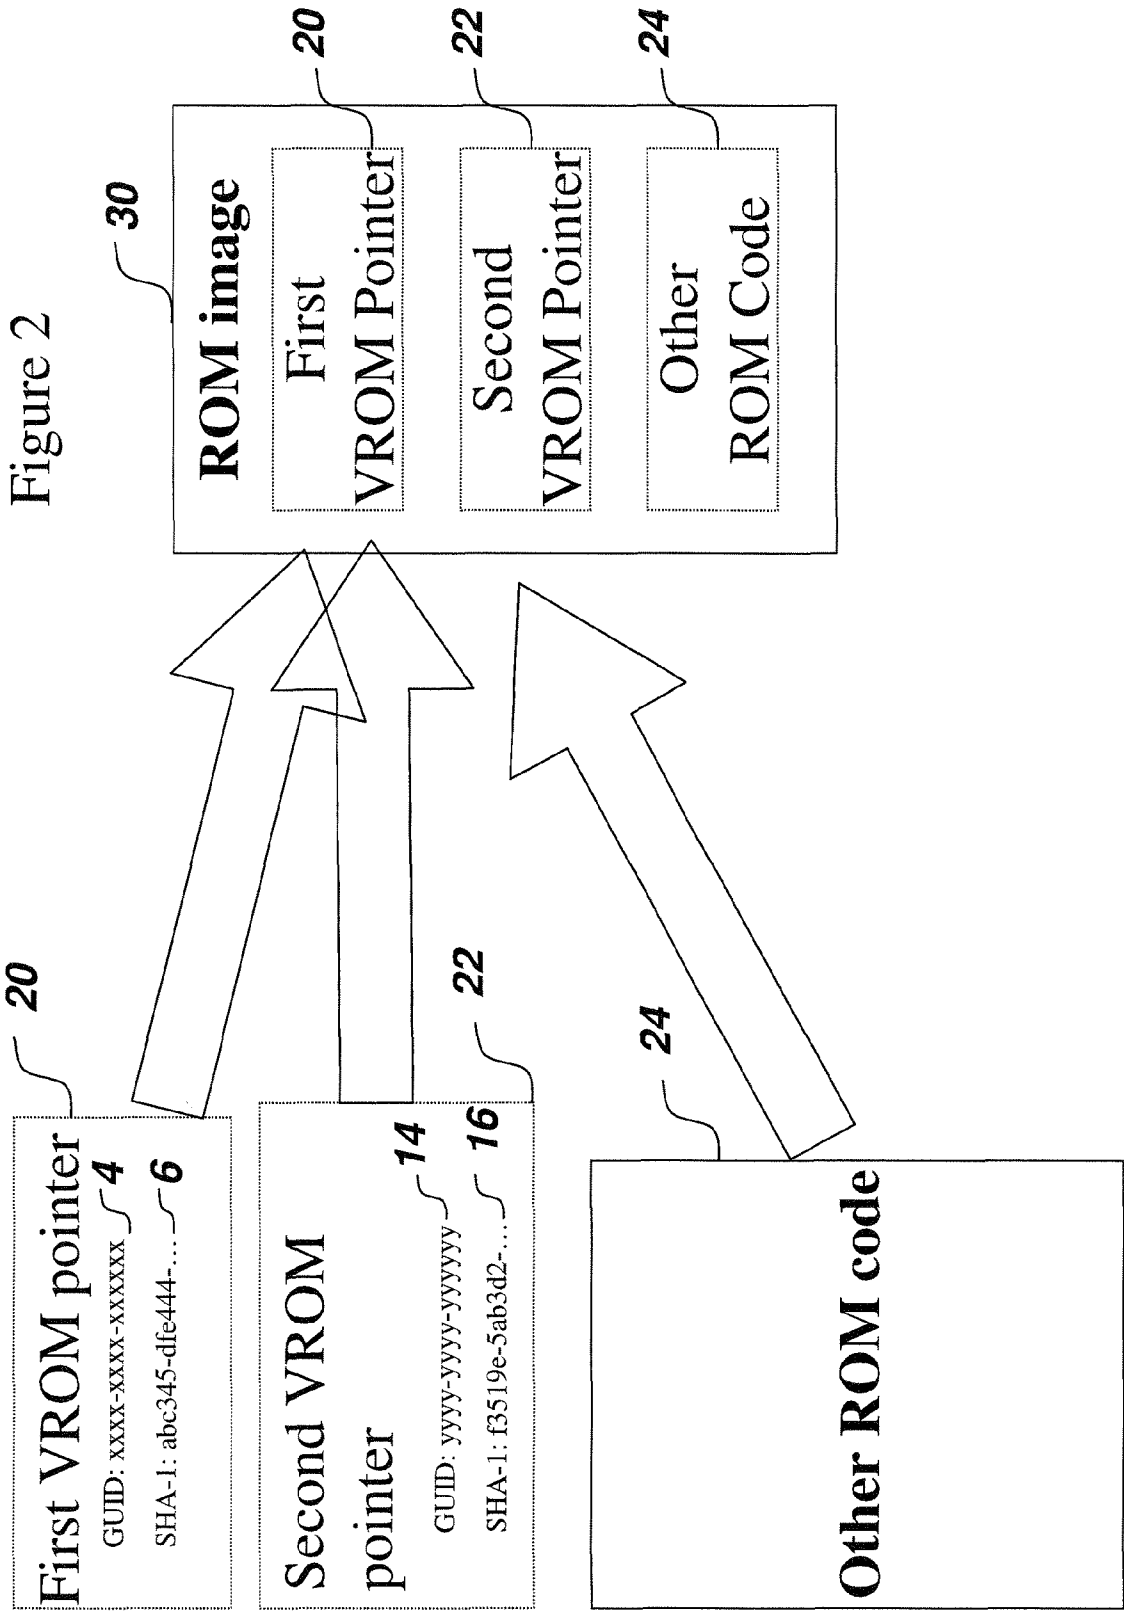 Figure 2
20
First VROM pointer
GUID: xxxx-xxxx-xxxxxx
4
SHA-1: abc345-dfe444-...
6
Second VROM
pointer
GUID: yyyy-yyyy-yyyyyy
14
SHA-1: f3519e-5ab3d2-...
16
22
24
Other ROM code
30
ROM image
First
VROM Pointer
20
Second
VROM Pointer
22
Other
ROM Code
24